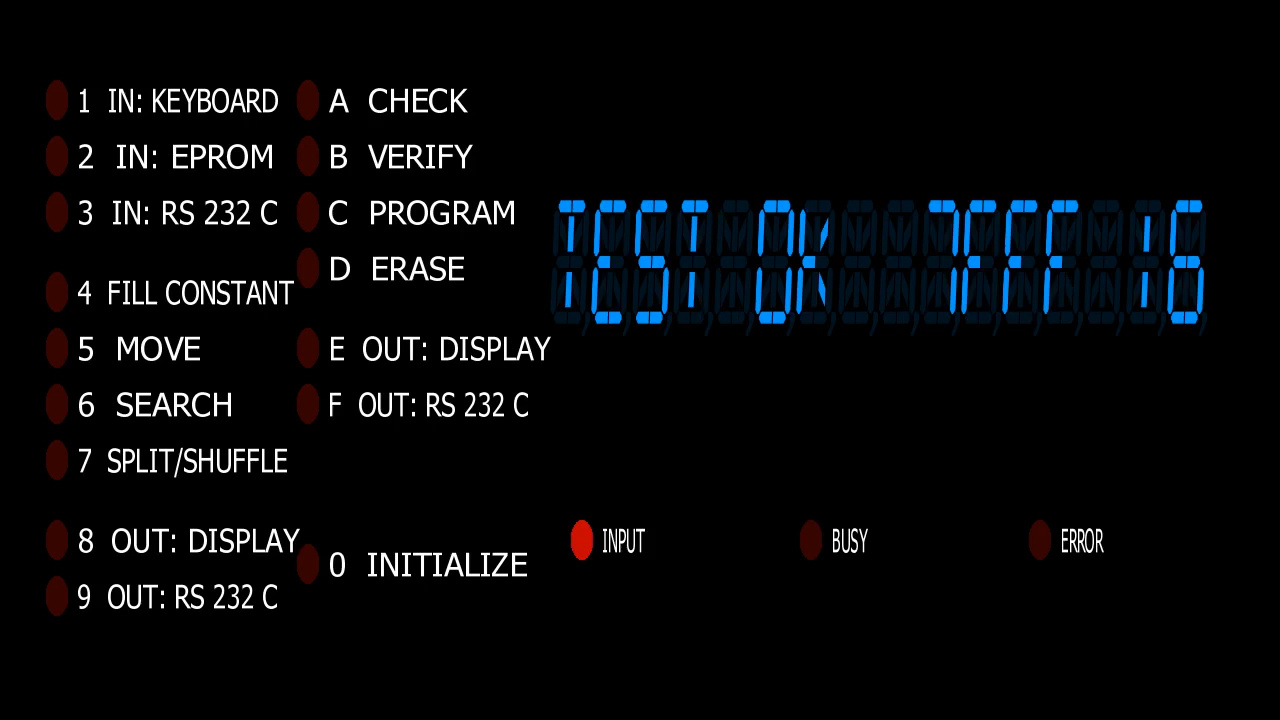 1 IN: KEYBOARD
2 IN: EPROM
3 IN: RS 232 C
4 FILL CONSTANT
5 MOVE
6 SEARCH
7 SPLIT/SHUFFLE
8 OUT: DISPLAY
9 OUT: RS 232 C
A CHECK
B VERIFY
C PROGRAM
D ERASE
E OUT: DISPLAY
F OUT: RS 232 C
0 INITIALIZE
TEST OK 7FFF 16
INPUT BUSY ERROR